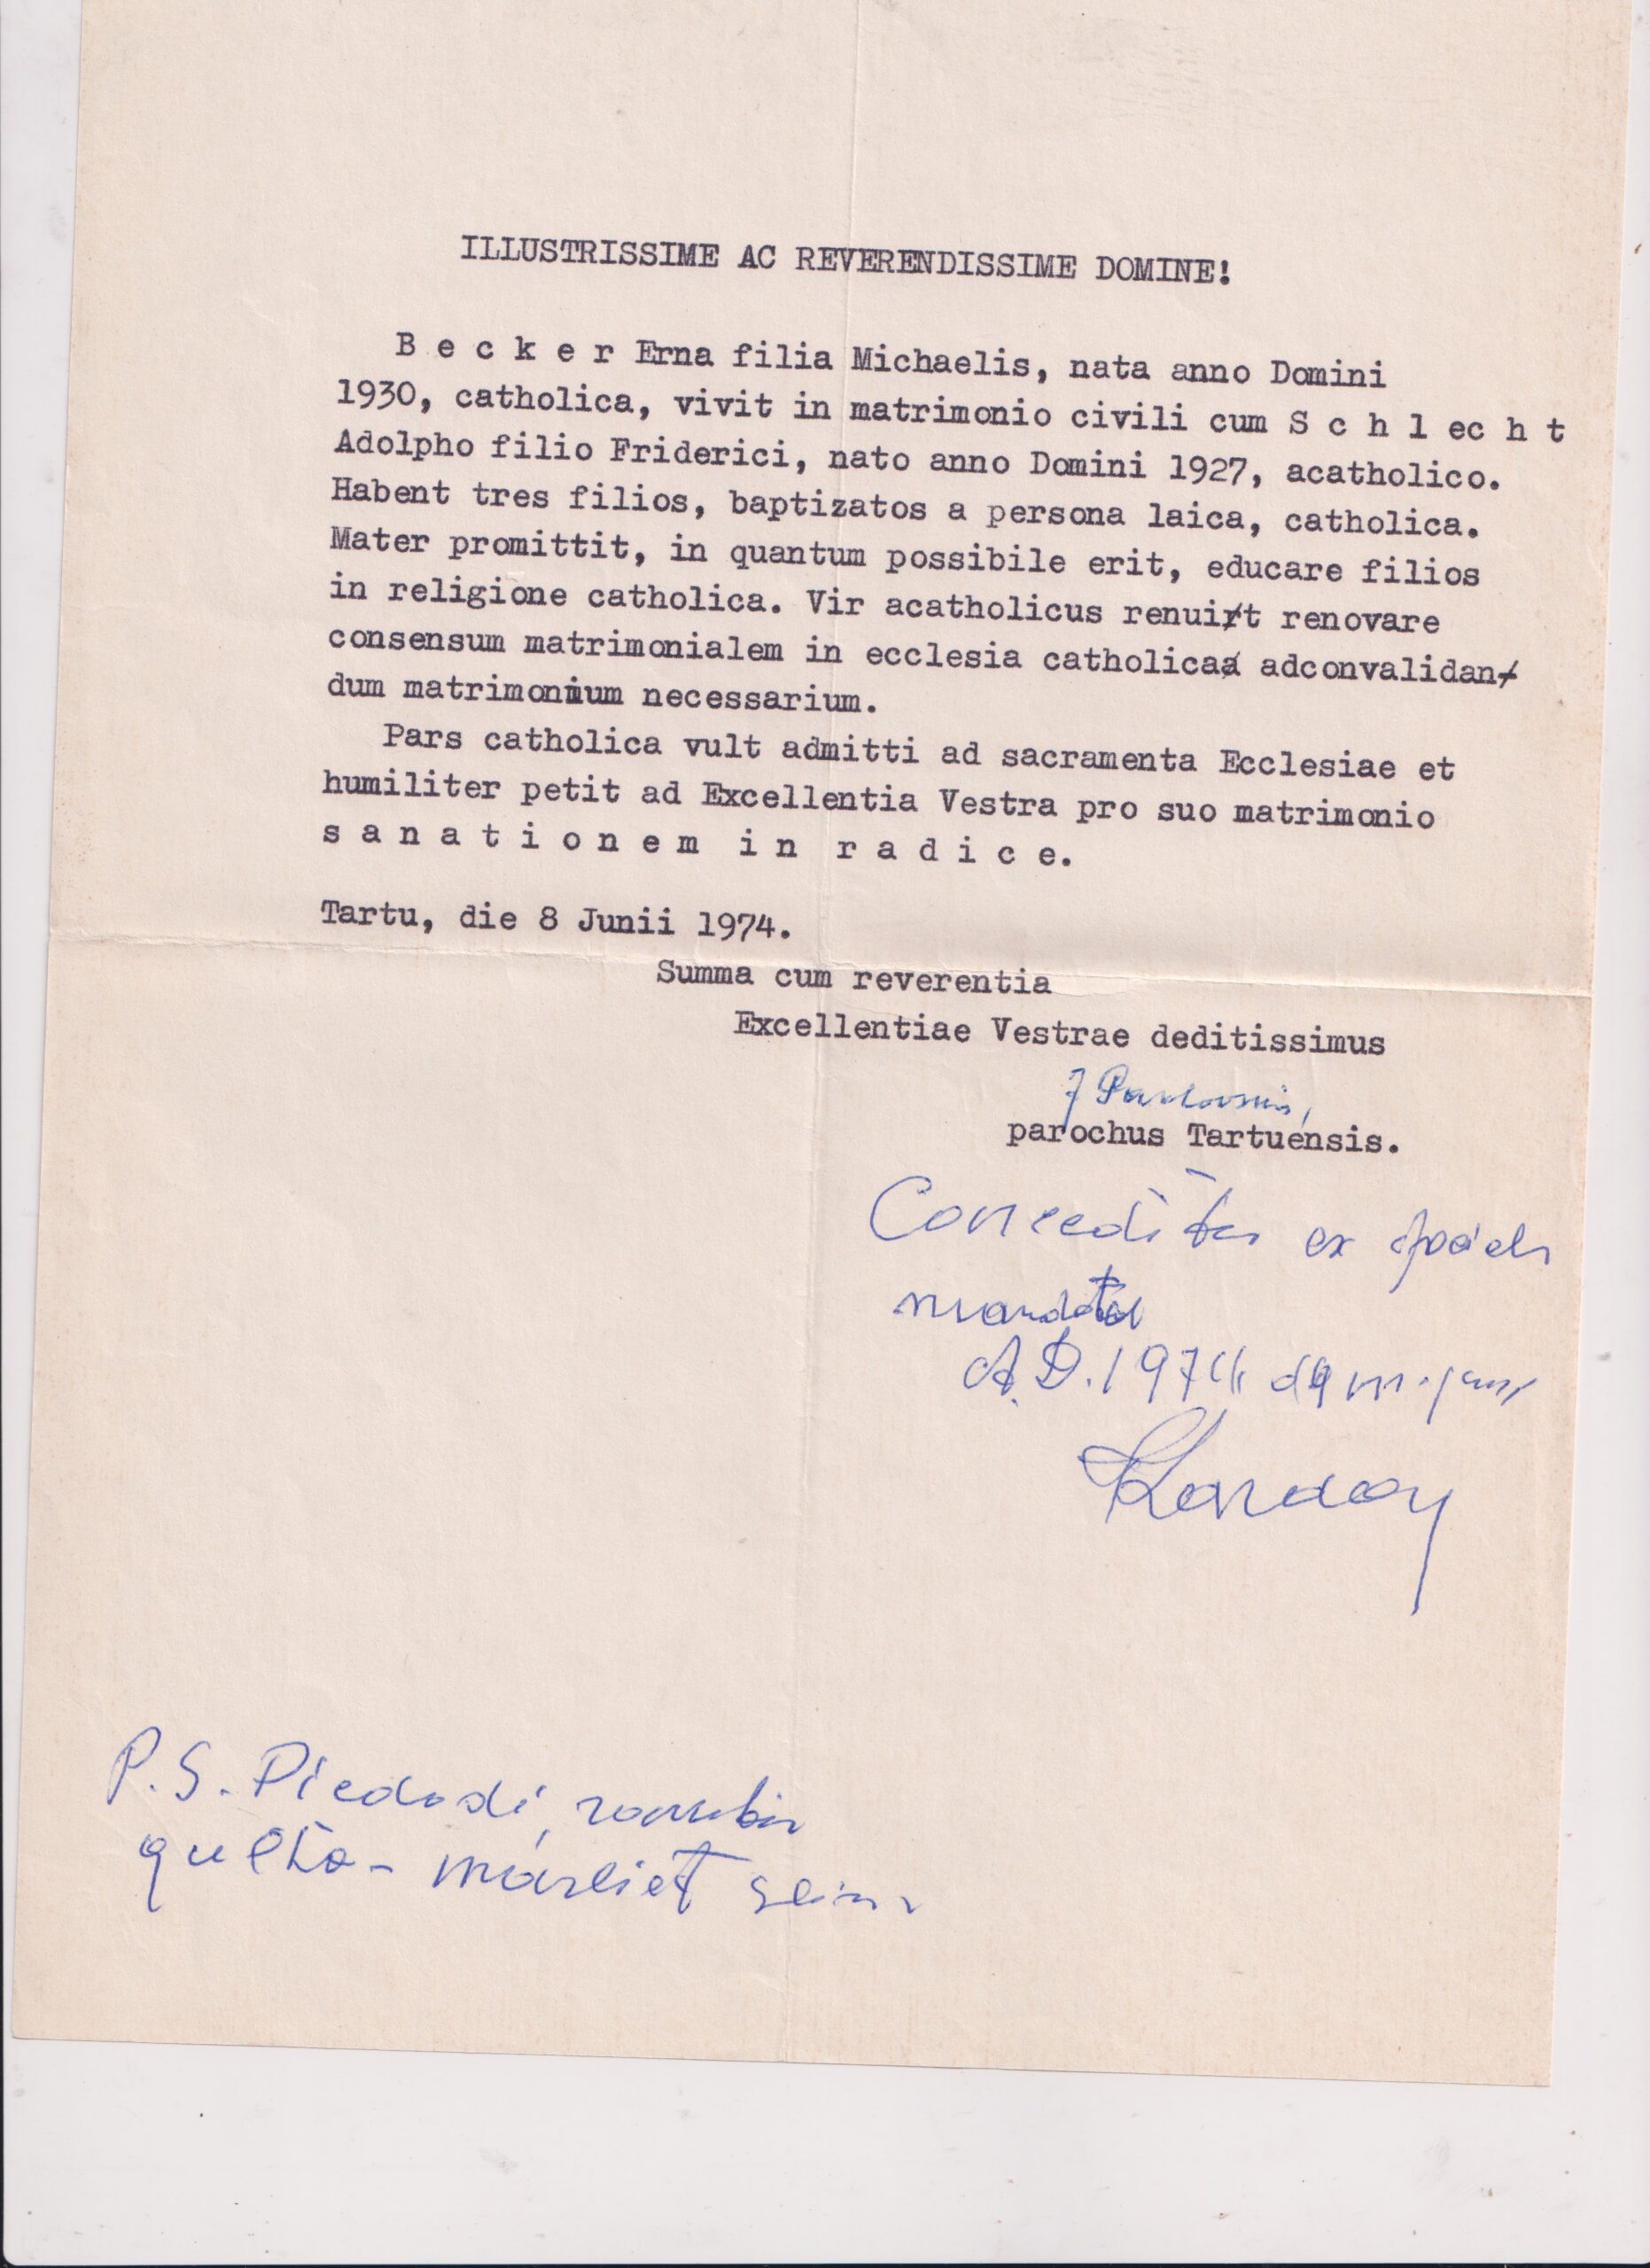 ILLUSTRISSIME AC REVERENDISSIME DOMINE!
B e c k e r Erna filia Michaelis, nata anno Domini
1930, catholica, vivit in matrimonio civili cum S c h l ec h t
Adolpho filio Friderici, nato anno Domini 1927, acatholico.
Habent tres filios, baptizatos a persona laica, catholica.
Mater promittit, in quantum possibile erit, educare filios
in religione catholica. Vir acatholicus renuit renovare
consensum matrimonialem in ecclesia catholica adconvalidan
dum matrimonium necessarium.
Pars catholica vult admitti ad sacramenta Ecclesiae et
humiliter petit ad Excellentia Vestra pro suo matrimonio
s a n a t i o n e m  i n  r a d i c e.
Tartu, die 8 Junii 1974.
Summa cum reverentia
Excellentiae Vestrae deditissimus
parochus Tartuensis.
Conceditur ex speciali
mandato
A.D. 1974
P.S.